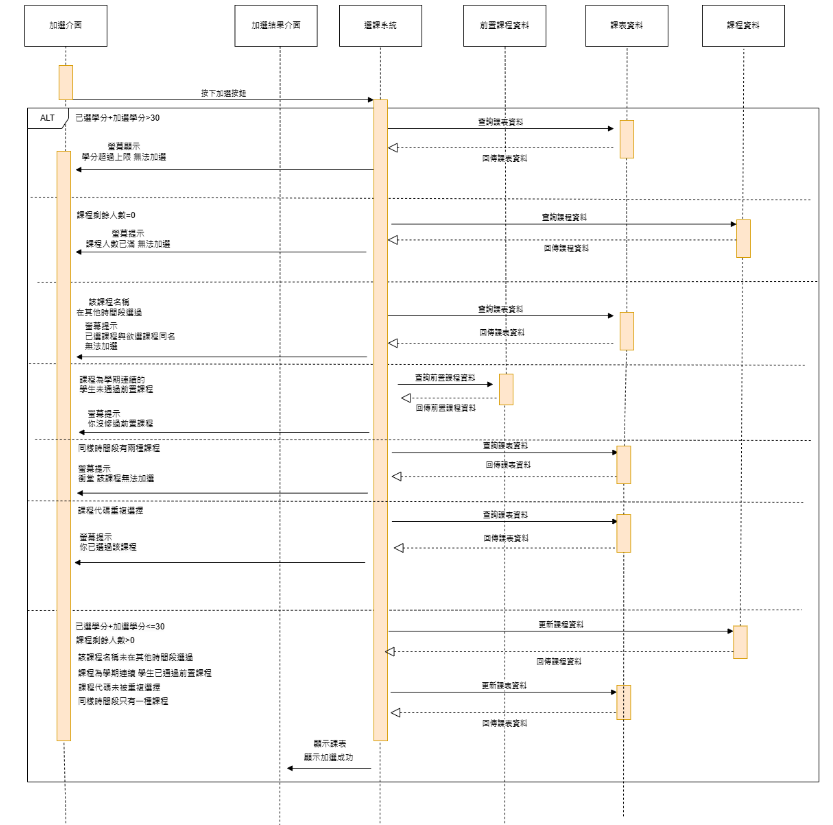 加選介面
加選結果介面
選課系統
前置課程資料
課表資料
課程資料
按下加選按鈕
ALT
已選學分+加選學分>30
查詢課表資料
回傳課表資料
螢幕顯示
學分超過上限 無法加選
課程剩餘人數=0
查詢課程資料
回傳課程資料
螢幕提示
課程人數已滿 無法加選
該課程名稱
在其他時間段選過
查詢課表資料
回傳課表資料
螢幕提示
已選課程與欲選課程同名
無法加選
課程為學期連續的
學生未通過前置課程
查詢前置課程資料
回傳前置課程資料
螢幕提示
你沒修過前置課程
同樣時間段有兩種課程
查詢課表資料
回傳課表資料
螢幕提示
衝堂 該課程無法加選
課程代碼重複選擇
查詢課表資料
回傳課表資料
螢幕提示
你已選過該課程
已選學分+加選學分<=30
課程剩餘人數>0
該課程名稱未在其他時間段選過
課程為學期連續 學生已通過前置課程
課程代碼未被重複選擇
同樣時間段只有一種課程
更新課程資料
回傳課程資料
更新課表資料
回傳課表資料
顯示課表
顯示加選成功